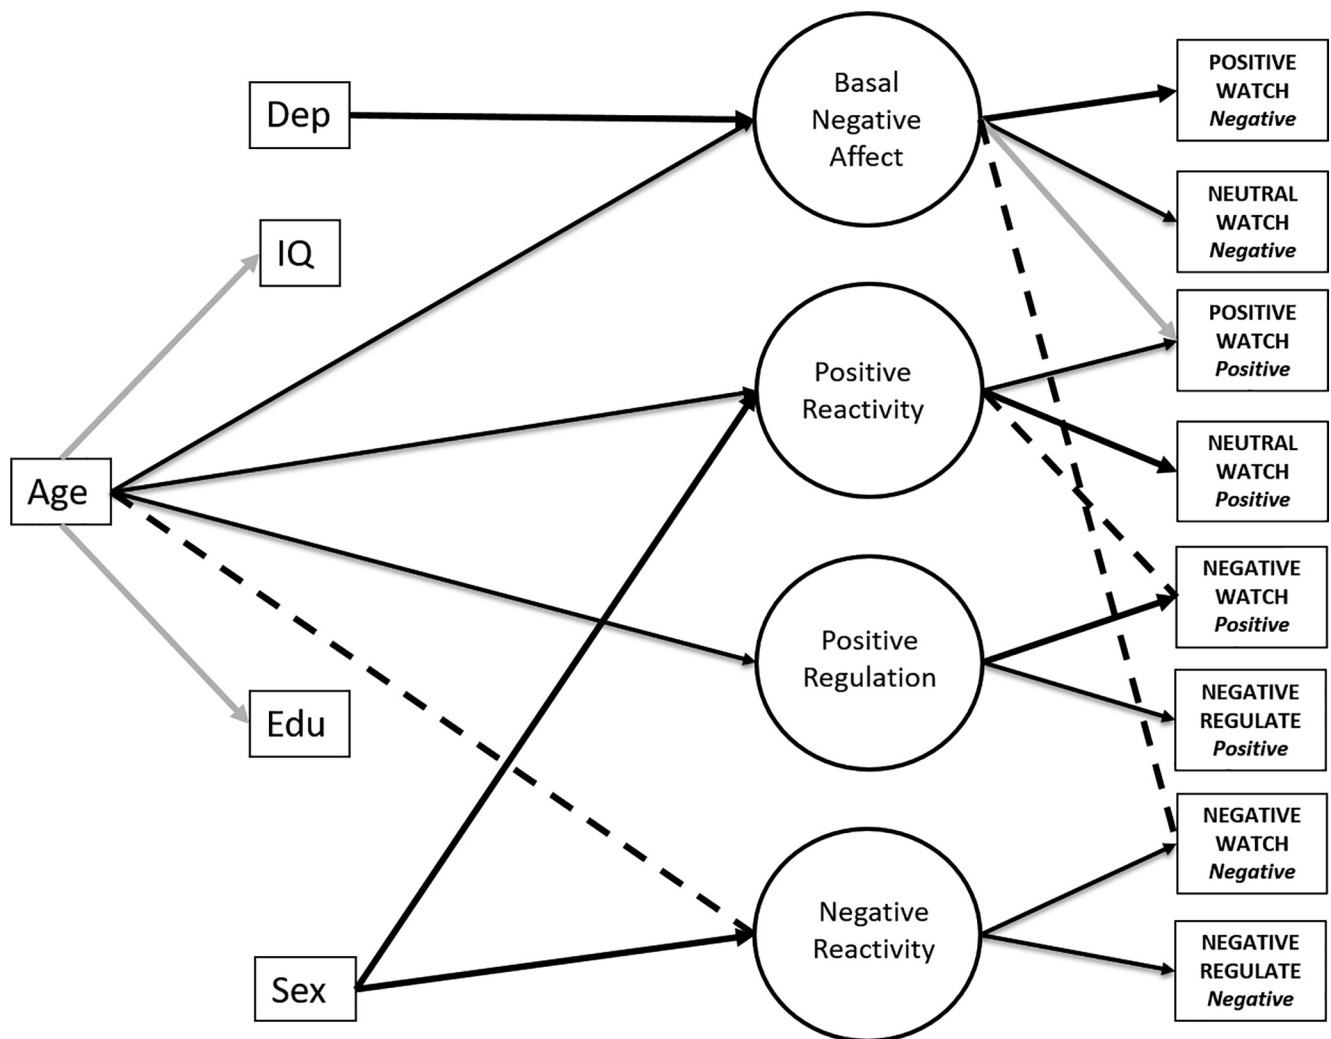 Dep
IQ
Age
Edu
Sex
Basal
Negative
Affect
Positive
Reactivity
Positive
Regulation
Negative
Reactivity
POSITIVE
WATCH
Negative
NEUTRAL
WATCH
Negative
POSITIVE
WATCH
Positive
NEUTRAL
WATCH
Positive
NEGATIVE
WATCH
Positive
NEGATIVE
REGULATE
Positive
NEGATIVE
WATCH
Negative
NEGATIVE
REGULATE
Negative